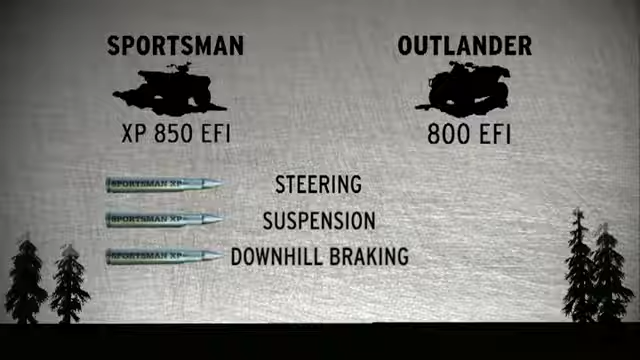 SPORTSMAN OUTLANDER
XP 850 EFI 800 EFI
SPORTSMAN XP STEERING
SPORTSMAN XP SUSPENSION
SPORTSMAN XP DOWNHILL BRAKING